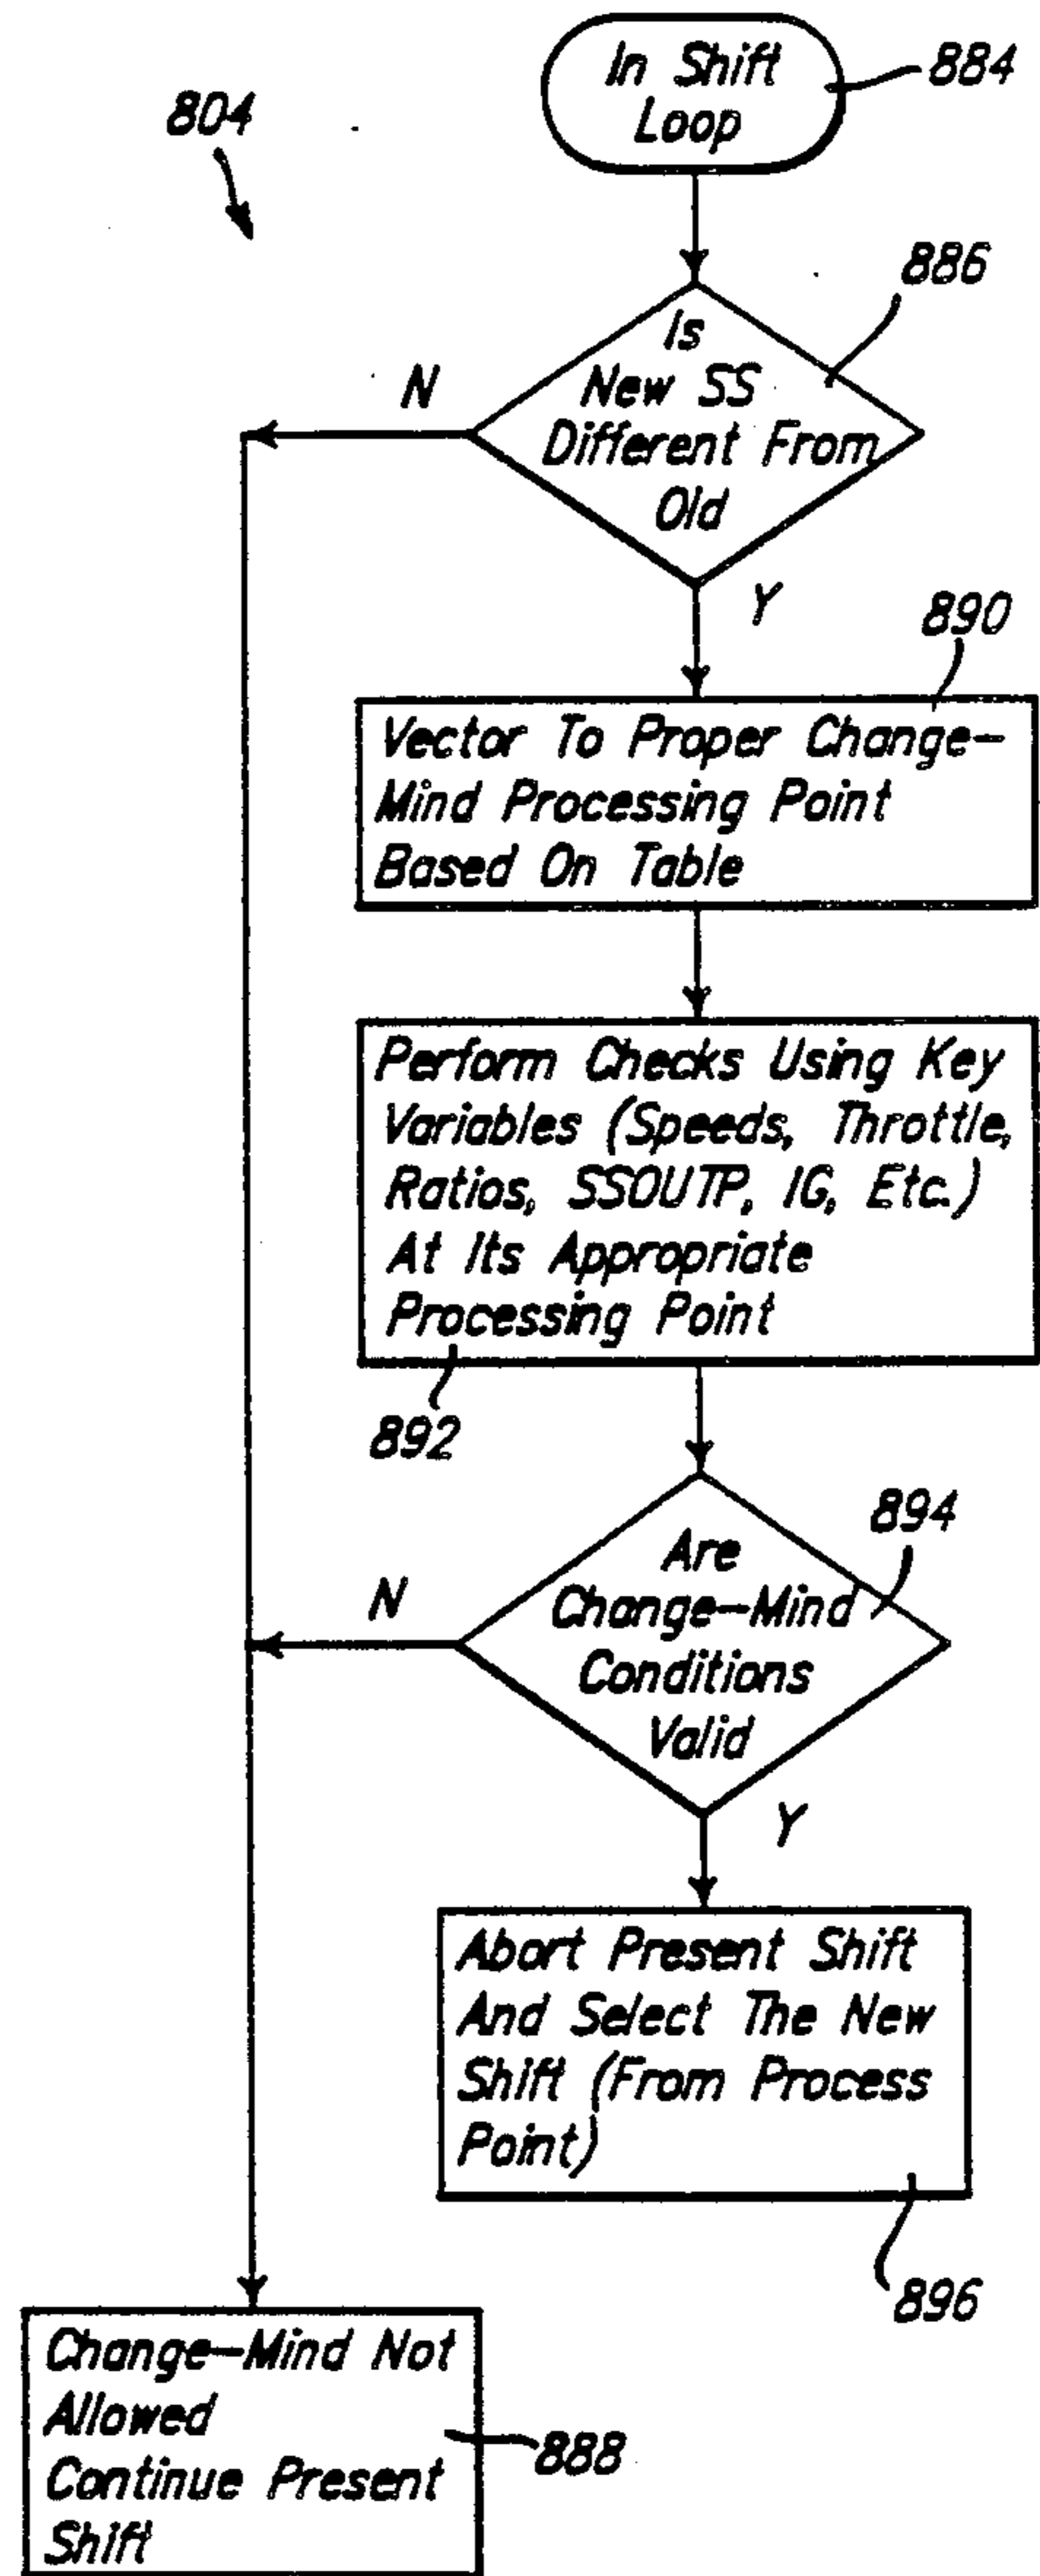 In Shift
Loop
884
804
886
Is
New SS
Different From
Old
N
Y
890
Vector To Proper Change-
Mind Processing Point
Based On Table
Perform Checks Using Key
Variables (Speeds, Throttle,
Ratios, SSOUTP, IG, Etc.)
At Its Appropriate
Processing Point
892
894
Are
Change-Mind
Conditions
Valid
N
Y
Abort Present Shift
And Select The New
Shift (From Process
Point)
896
Change-Mind Not
Allowed
Continue Present
Shift
888